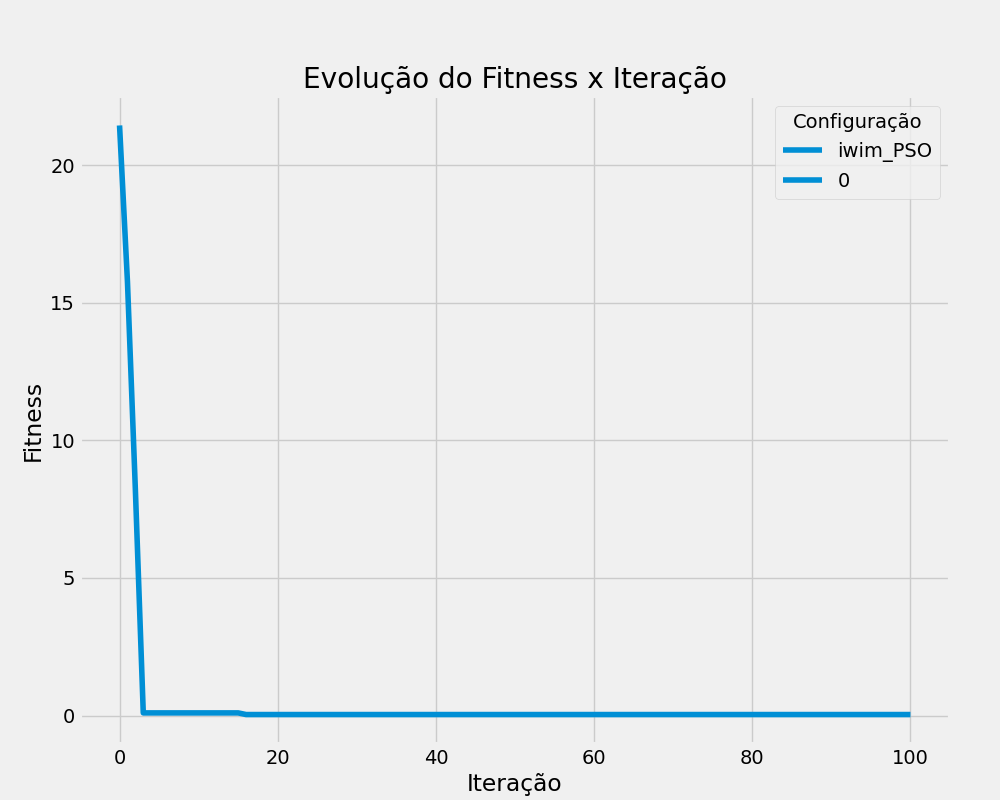 Evolução do Fitness x Iteração
Configuração
iwim_PSO
0
20
15
10
5
0
Fitness
0 20 40 60 80 100
Iteração